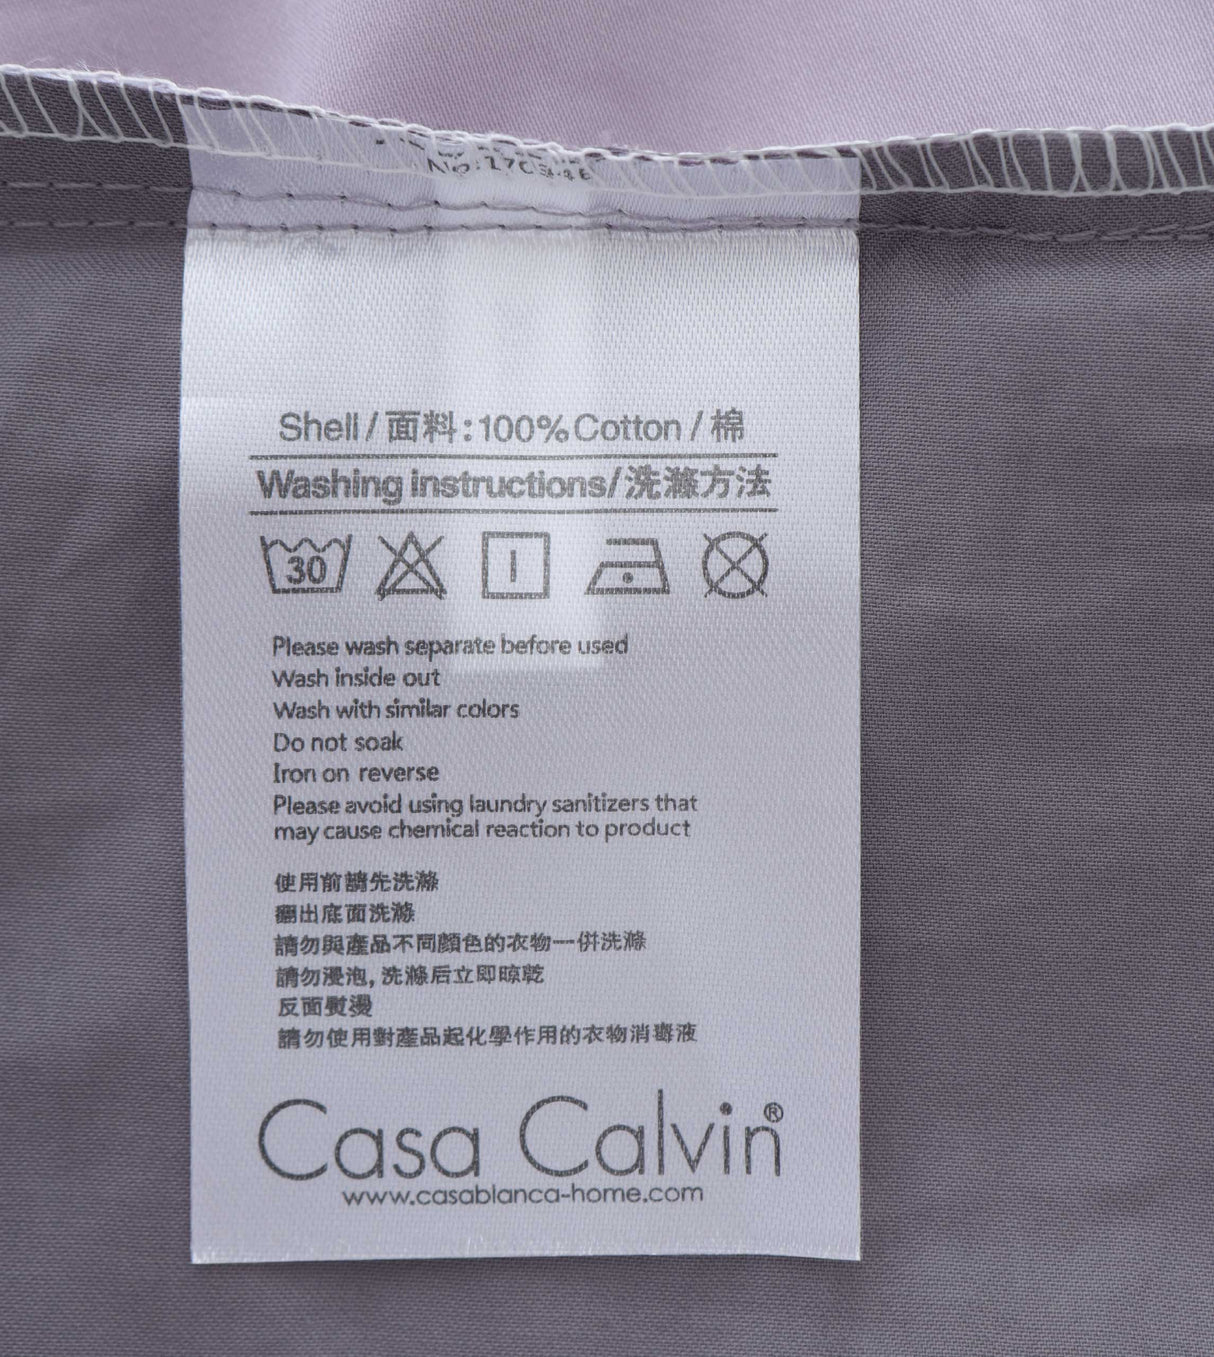 Shell / 面料 : 100% Cotton / 棉
Washing instructions/洗滌方法
30
Please wash separate before used
Wash inside out
Wash with similar colors
Do not soak
Iron on reverse
Please avoid using laundry sanitizers that
may cause chemical reaction to product
使用前請先洗滌
翻出底面洗滌
請勿與產品不同顏色的衣物一併洗滌
請勿浸泡, 洗滌后立即晾乾
反面熨燙
請勿使用對產品起化學作用的衣物消毒液
Casa Calvin®
www.casablanca-home.com